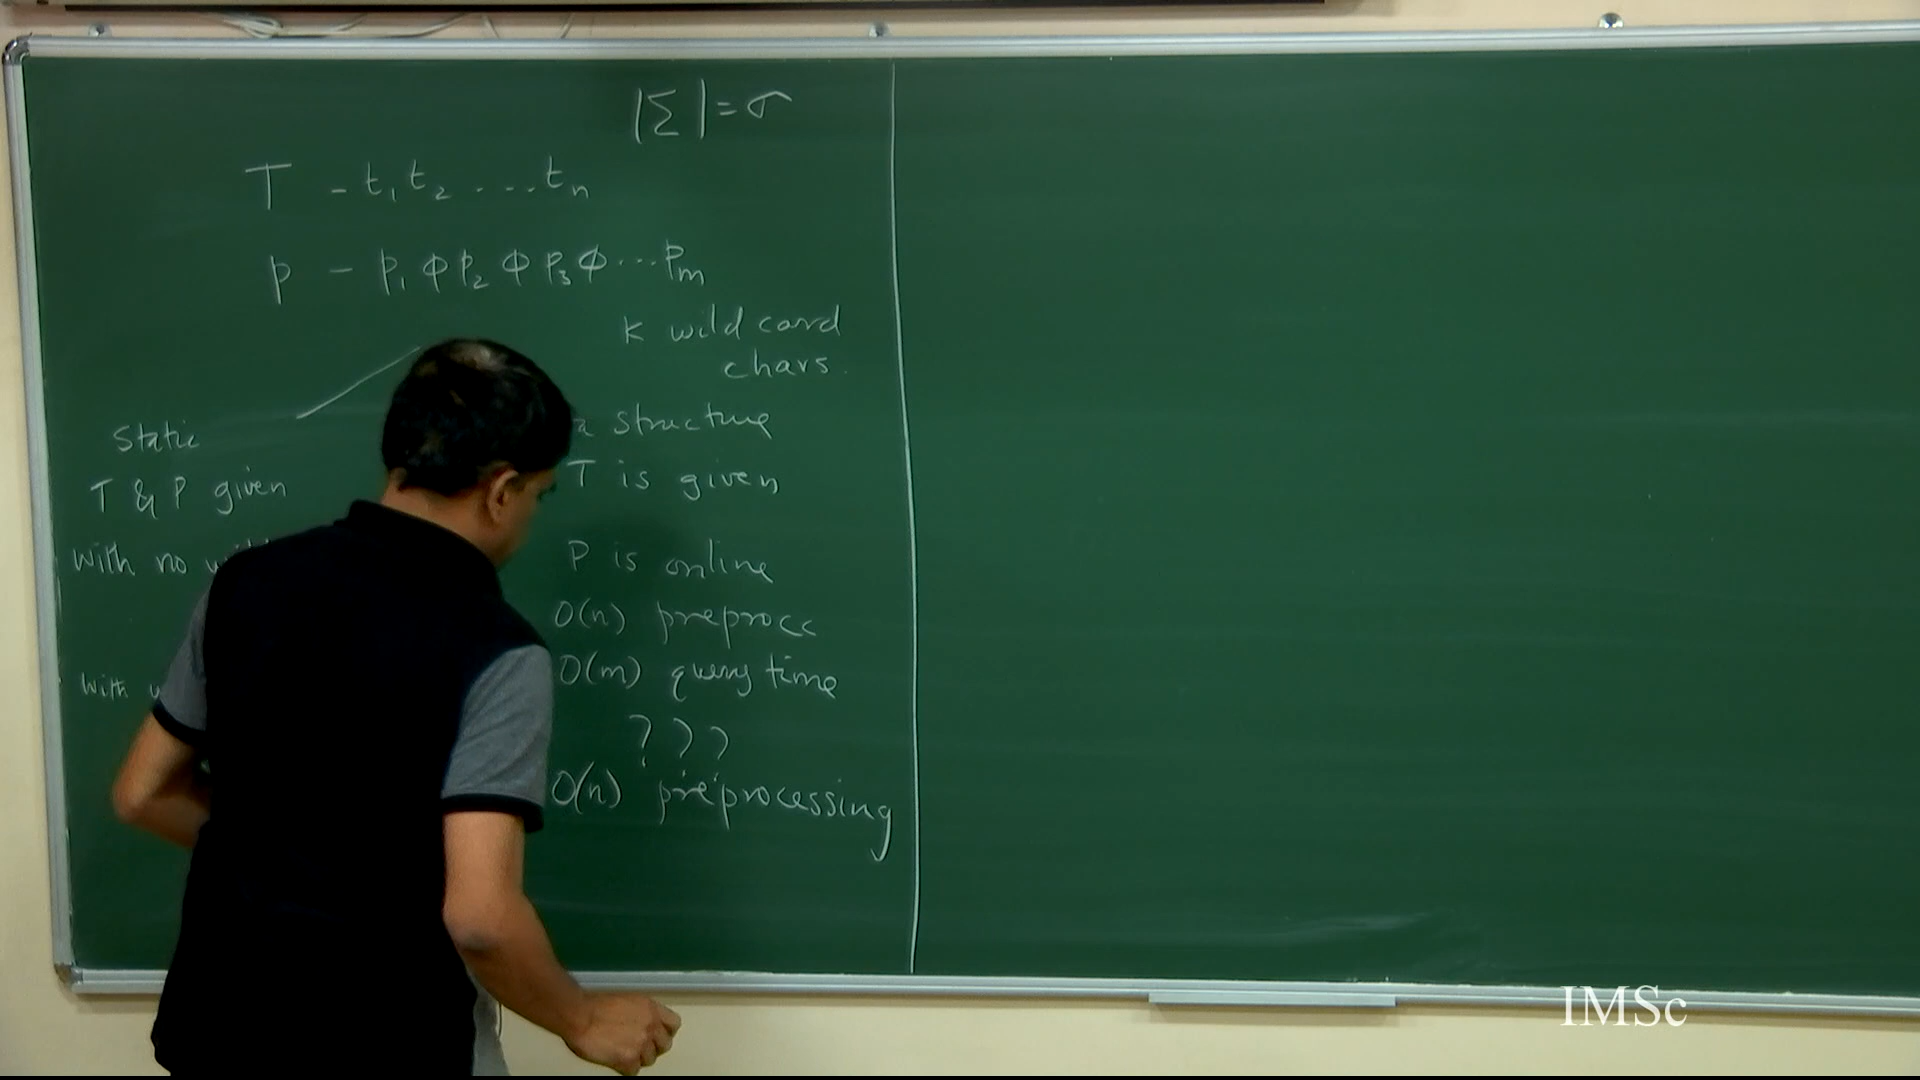 |Σ| = σ
T - t₁ t₂ ....tₙ
p - p₁ φ p₂ φ p₃ φ ... pₘ
K wild card
chars.
static
structure
T & P given
T is given
with no
P is online
O(n) preprocc
with
O(m) query time
???
O(n) preprocessing
IMSc